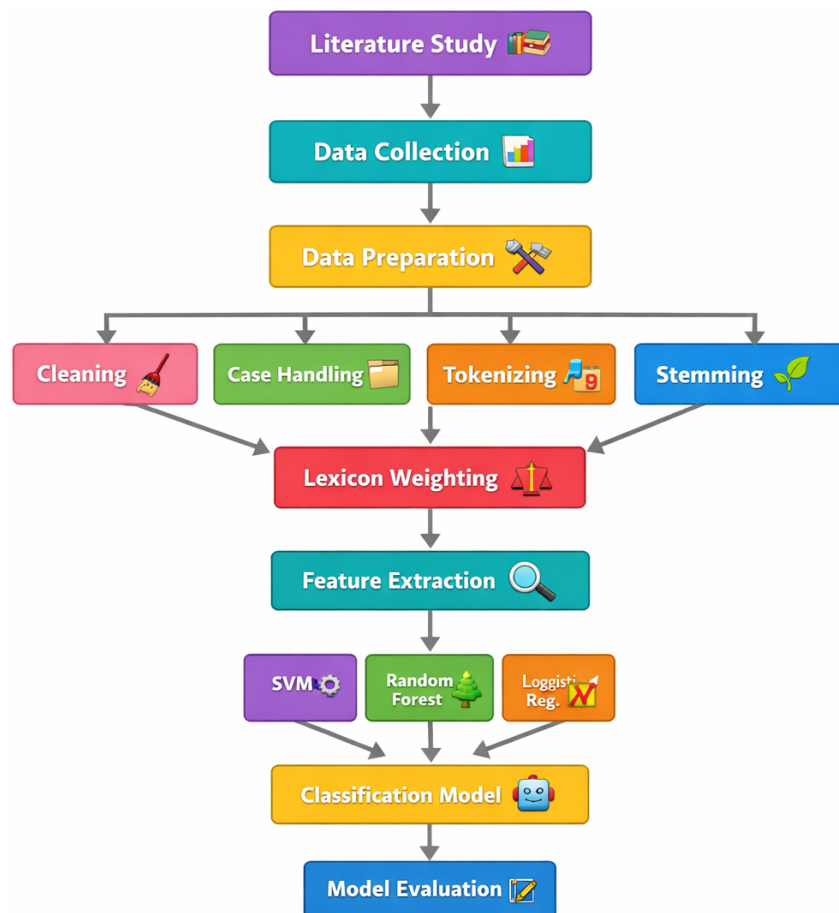 Literature Study
Data Collection
Data Preparation
Cleaning
Case Handling
Tokenizing
9
Stemming
Lexicon Weighting
Feature Extraction
SVM
Random
Forest
Loggisti
Reg.
Classification Model
Model Evaluation